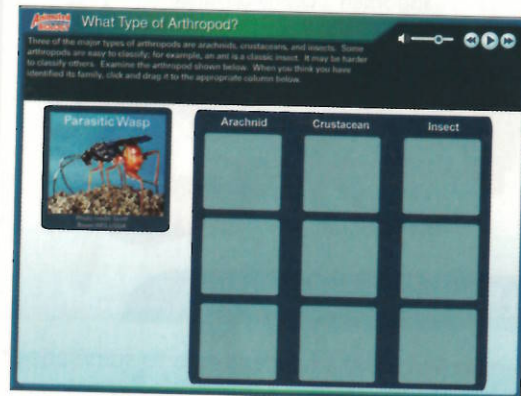 Animated Biology
What Type of Arthropod?
Three of the major types of arthropods are arachnids, crustaceans, and insects. Some
arthropods are easy to classify; for example, an ant is a classic insect. It may be harder
to classify others. Examine the arthropod shown below. When you think you have
identified its family, click and drag it to the appropriate column below.
Parasitic Wasp
Arachnid
Crustacean
Insect